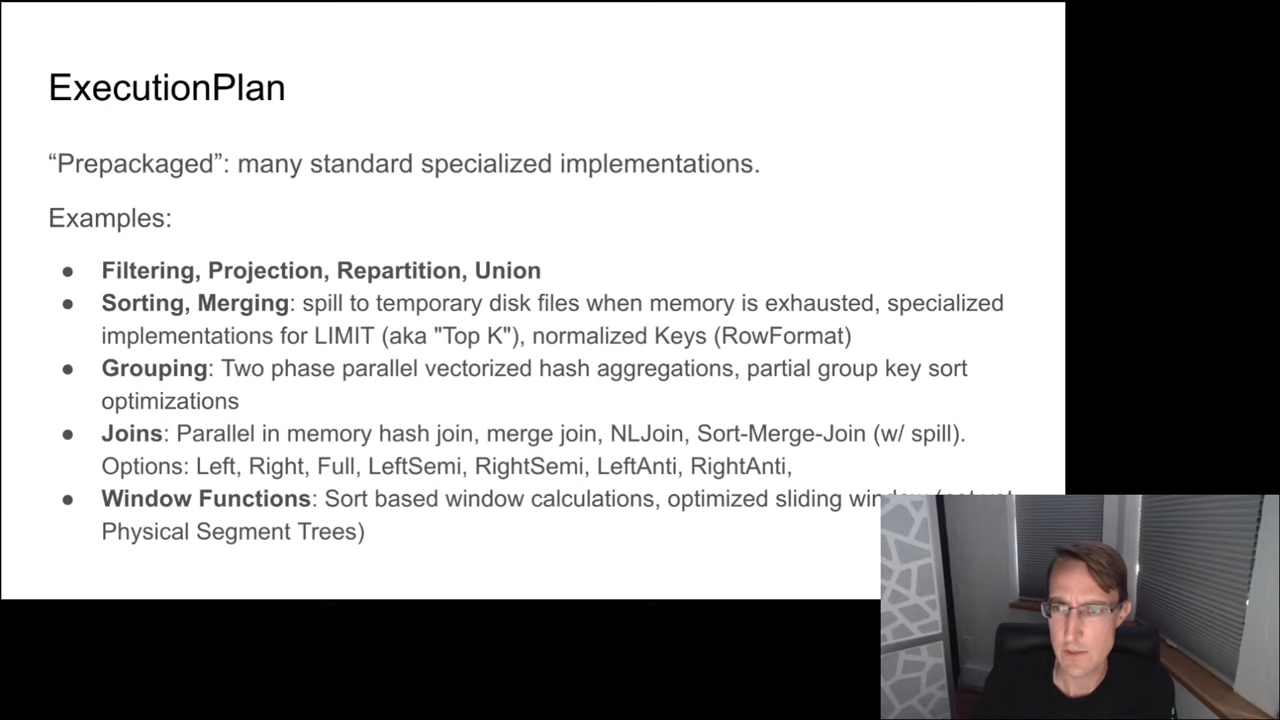 ExecutionPlan
“Prepackaged”: many standard specialized implementations.
Examples:
● Filtering, Projection, Repartition, Union
● Sorting, Merging: spill to temporary disk files when memory is exhausted, specialized
implementations for LIMIT (aka "Top K"), normalized Keys (RowFormat)
● Grouping: Two phase parallel vectorized hash aggregations, partial group key sort
optimizations
● Joins: Parallel in memory hash join, merge join, NLJoin, Sort-Merge-Join (w/ spill).
Options: Left, Right, Full, LeftSemi, RightSemi, LeftAnti, RightAnti,
● Window Functions: Sort based window calculations, optimized sliding window
Physical Segment Trees)